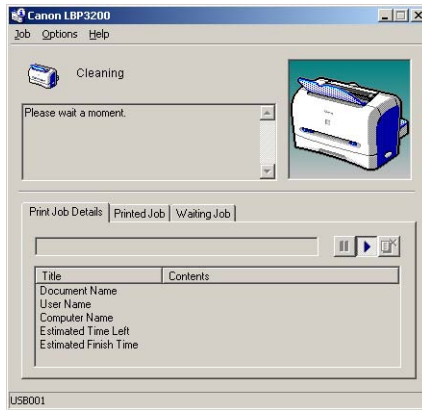 Canon LBP3200
Job Options Help
Cleaning
Please wait a moment.
Print Job Details Printed Job Waiting Job
Title Contents
Document Name
User Name
Computer Name
Estimated Time Left
Estimated Finish Time
USB001